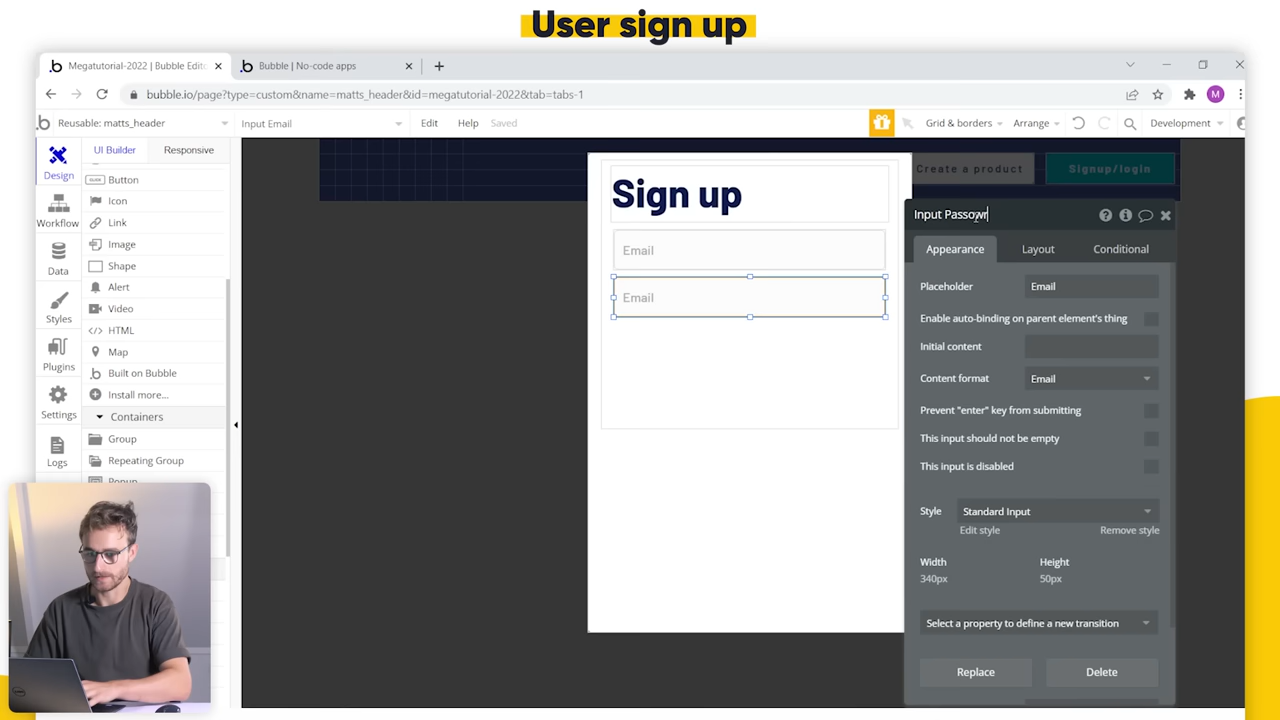 User sign up
Megatutorial-2022 | Bubble Edito
Bubble | No-code apps
bubble.io/page?type=custom&name=matts_header&id=megatutorial-2022&tab=tabs-1
M
Reusable: matts_header
Input Email
Edit
Help
Saved
Grid & borders
Arrange
Development
Design
Workflow
Data
Styles
Plugins
Settings
Logs
UI Builder
Responsive
Button
Icon
Link
Image
Shape
Alert
Video
HTML
Map
Built on Bubble
Install more...
Containers
Group
Repeating Group
Popup
Create a product
Signup/login
Sign up
Email
Email
Input Passowr
Appearance
Layout
Conditional
Placeholder
Email
Enable auto-binding on parent element's thing
Initial content
Content format
Email
Prevent "enter" key from submitting
This input should not be empty
This input is disabled
Style
Standard Input
Edit style
Remove style
Width
Height
340px
50px
Select a property to define a new transition
Replace
Delete